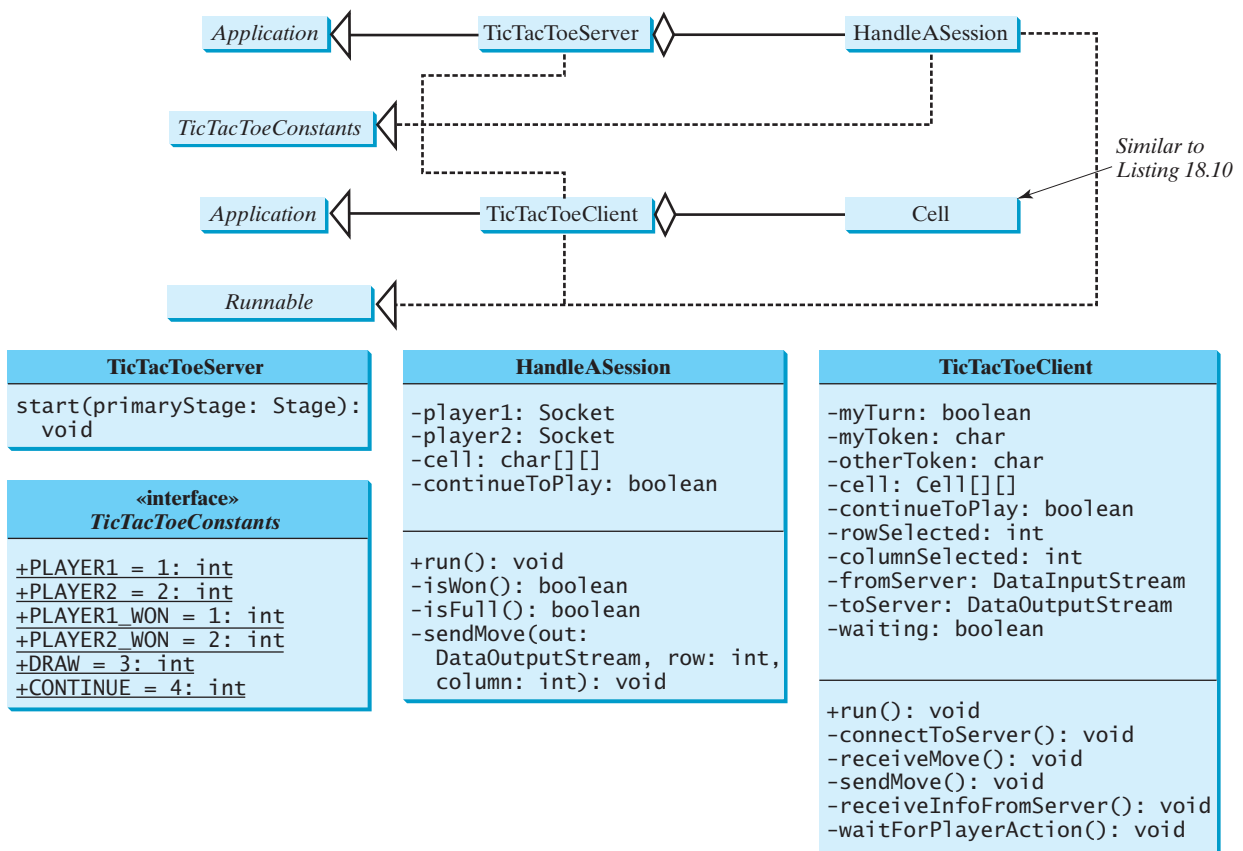 Application
TicTacToeServer
HandleASession
TicTacToeConstants
Similar to
Listing 18.10
Application
TicTacToeClient
Cell
Runnable
TicTacToeServer
start(primaryStage: Stage):
void
«interface»
TicTacToeConstants
+PLAYER1 = 1: int
+PLAYER2 = 2: int
+PLAYER1_WON = 1: int
+PLAYER2_WON = 2: int
+DRAW = 3: int
+CONTINUE = 4: int
HandleASession
-player1: Socket
-player2: Socket
-cell: char[][]
-continueToPlay: boolean
+run(): void
-isWon(): boolean
-isFull(): boolean
-sendMove(out:
DataOutputStream, row: int,
column: int): void
TicTacToeClient
-myTurn: boolean
-myToken: char
-otherToken: char
-cell: Cell[][]
-continueToPlay: boolean
-rowSelected: int
-columnSelected: int
-fromServer: DataInputStream
-toServer: DataOutputStream
-waiting: boolean
+run(): void
-connectToServer(): void
-receiveMove(): void
-sendMove(): void
-receiveInfoFromServer(): void
-waitForPlayerAction(): void